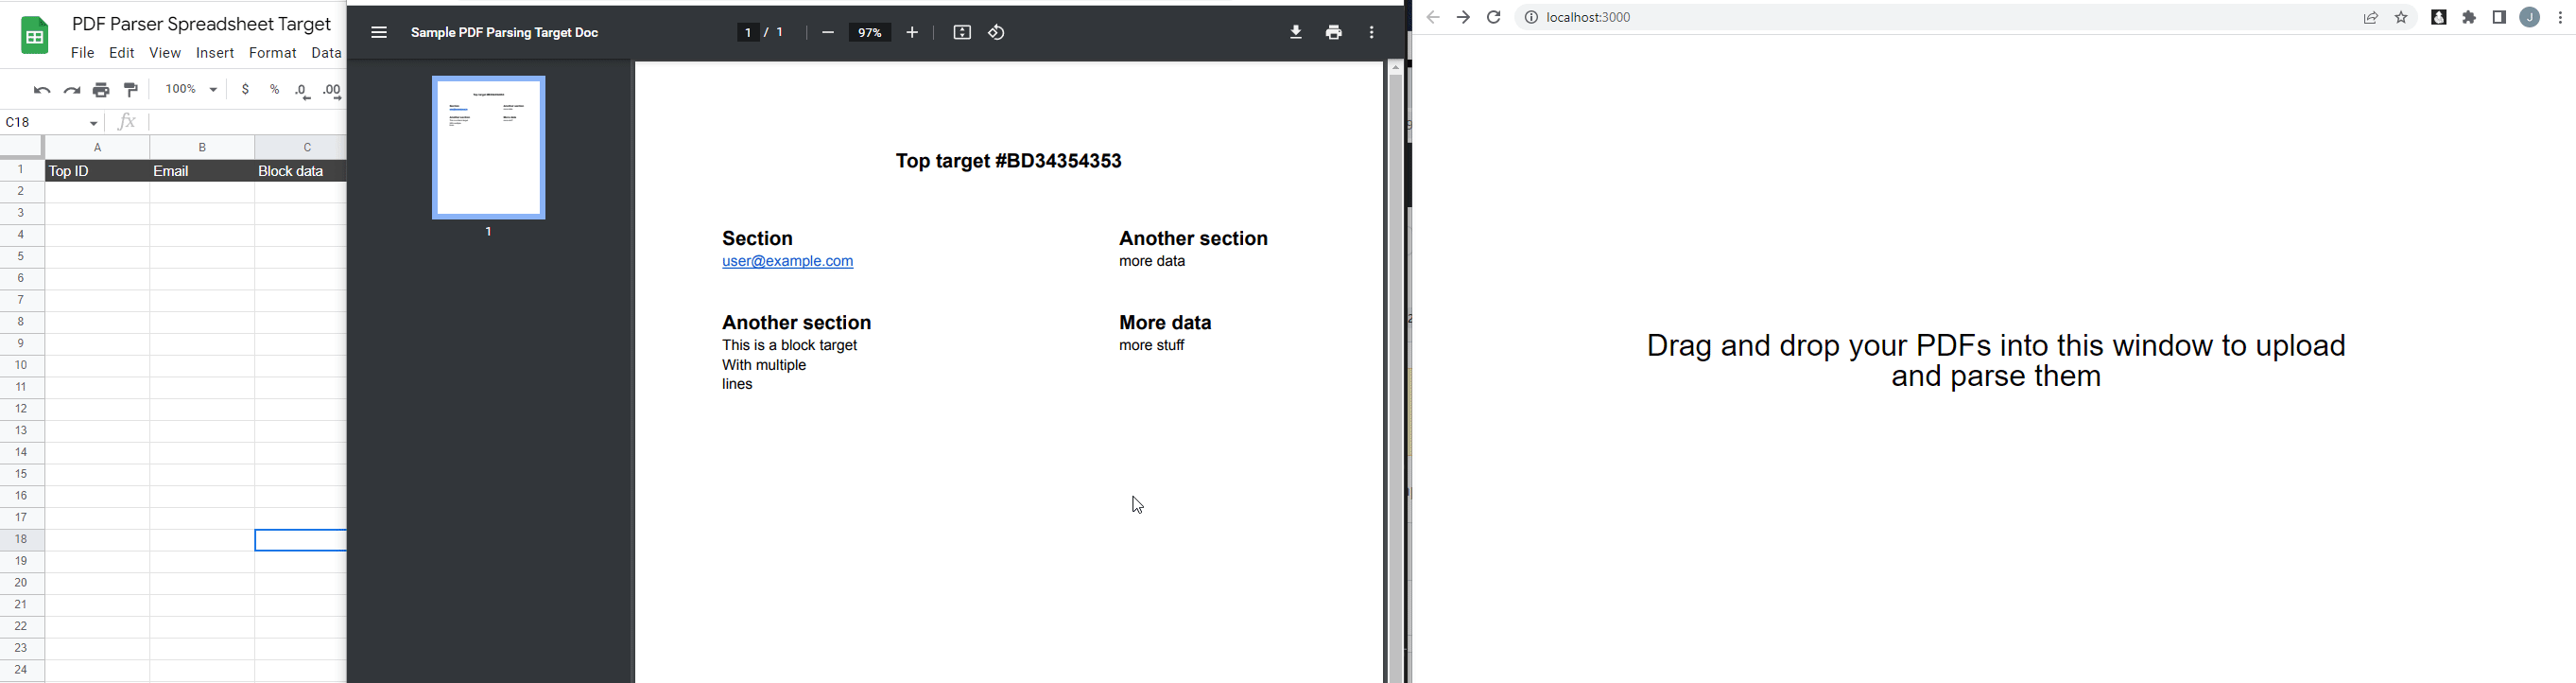 PDF Parser Spreadsheet Target
File Edit View Insert Format Data
100% $ % .0 .00
C18 fx
A B C
1 Top ID Email Block data
2
3
4
5
6
7
8
9
10
11
12
13
14
15
16
17
18
19
20
21
22
23
24
Sample PDF Parsing Target Doc 1 / 1 97%
1
Top target #BD34354353
Section
user@example.com
Another section
more data
Another section
This is a block target
With multiple
lines
More data
more stuff
localhost:3000 J
Drag and drop your PDFs into this window to upload
and parse them